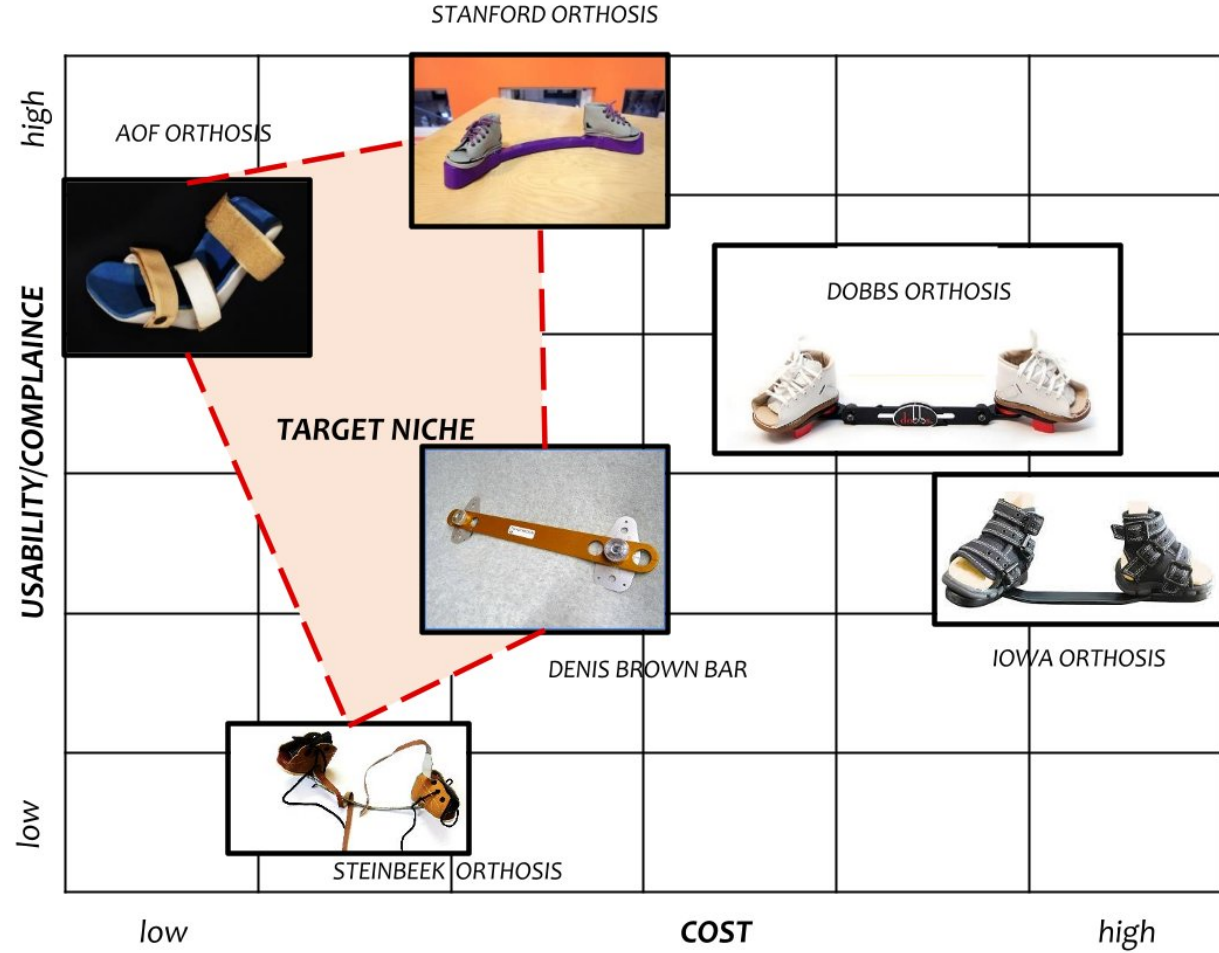 STANFORD ORTHOSIS
high
AOF ORTHOSIS
DOBBS ORTHOSIS
USABILITY/COMPLAINCE
TARGET NICHE
IOWA ORTHOSIS
DENIS BROWN BAR
low
STEINBEEK ORTHOSIS
low
COST
high